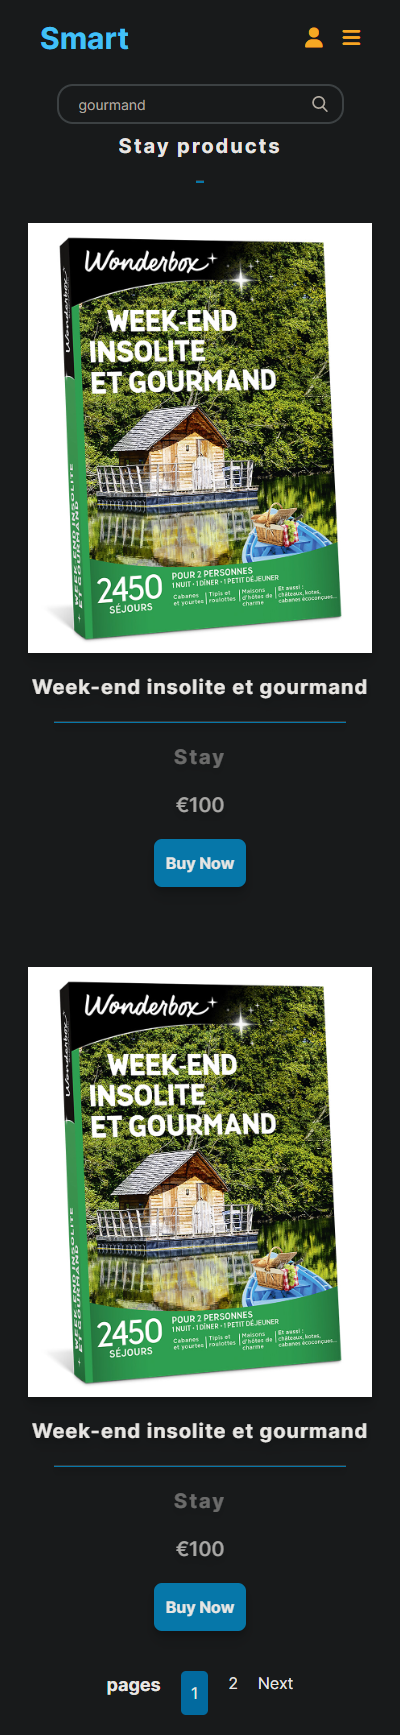 Smart
gourmand
Stay products
Wonderbox
Wonderbox
WEEK-END
INSOLITE
ET GOURMAND
WEEK-END INSOLITE
ET GOURMAND
2450
SÉJOURS
POUR 2 PERSONNES
1 NUIT • 1 DÎNER • 1 PETIT DÉJEUNER
Cabanes et yourtes
Tipis et roulottes
Maisons d'hôtes de charme
Et aussi : châteaux, kotes, cabanes écoconçues...
Week-end insolite et gourmand
Stay
€100
Buy Now
Wonderbox
Wonderbox
WEEK-END
INSOLITE
ET GOURMAND
WEEK-END INSOLITE
ET GOURMAND
2450
SÉJOURS
POUR 2 PERSONNES
1 NUIT • 1 DÎNER • 1 PETIT DÉJEUNER
Cabanes et yourtes
Tipis et roulottes
Maisons d'hôtes de charme
Et aussi : châteaux, kotes, cabanes écoconçues...
Week-end insolite et gourmand
Stay
€100
Buy Now
pages 1 2 Next